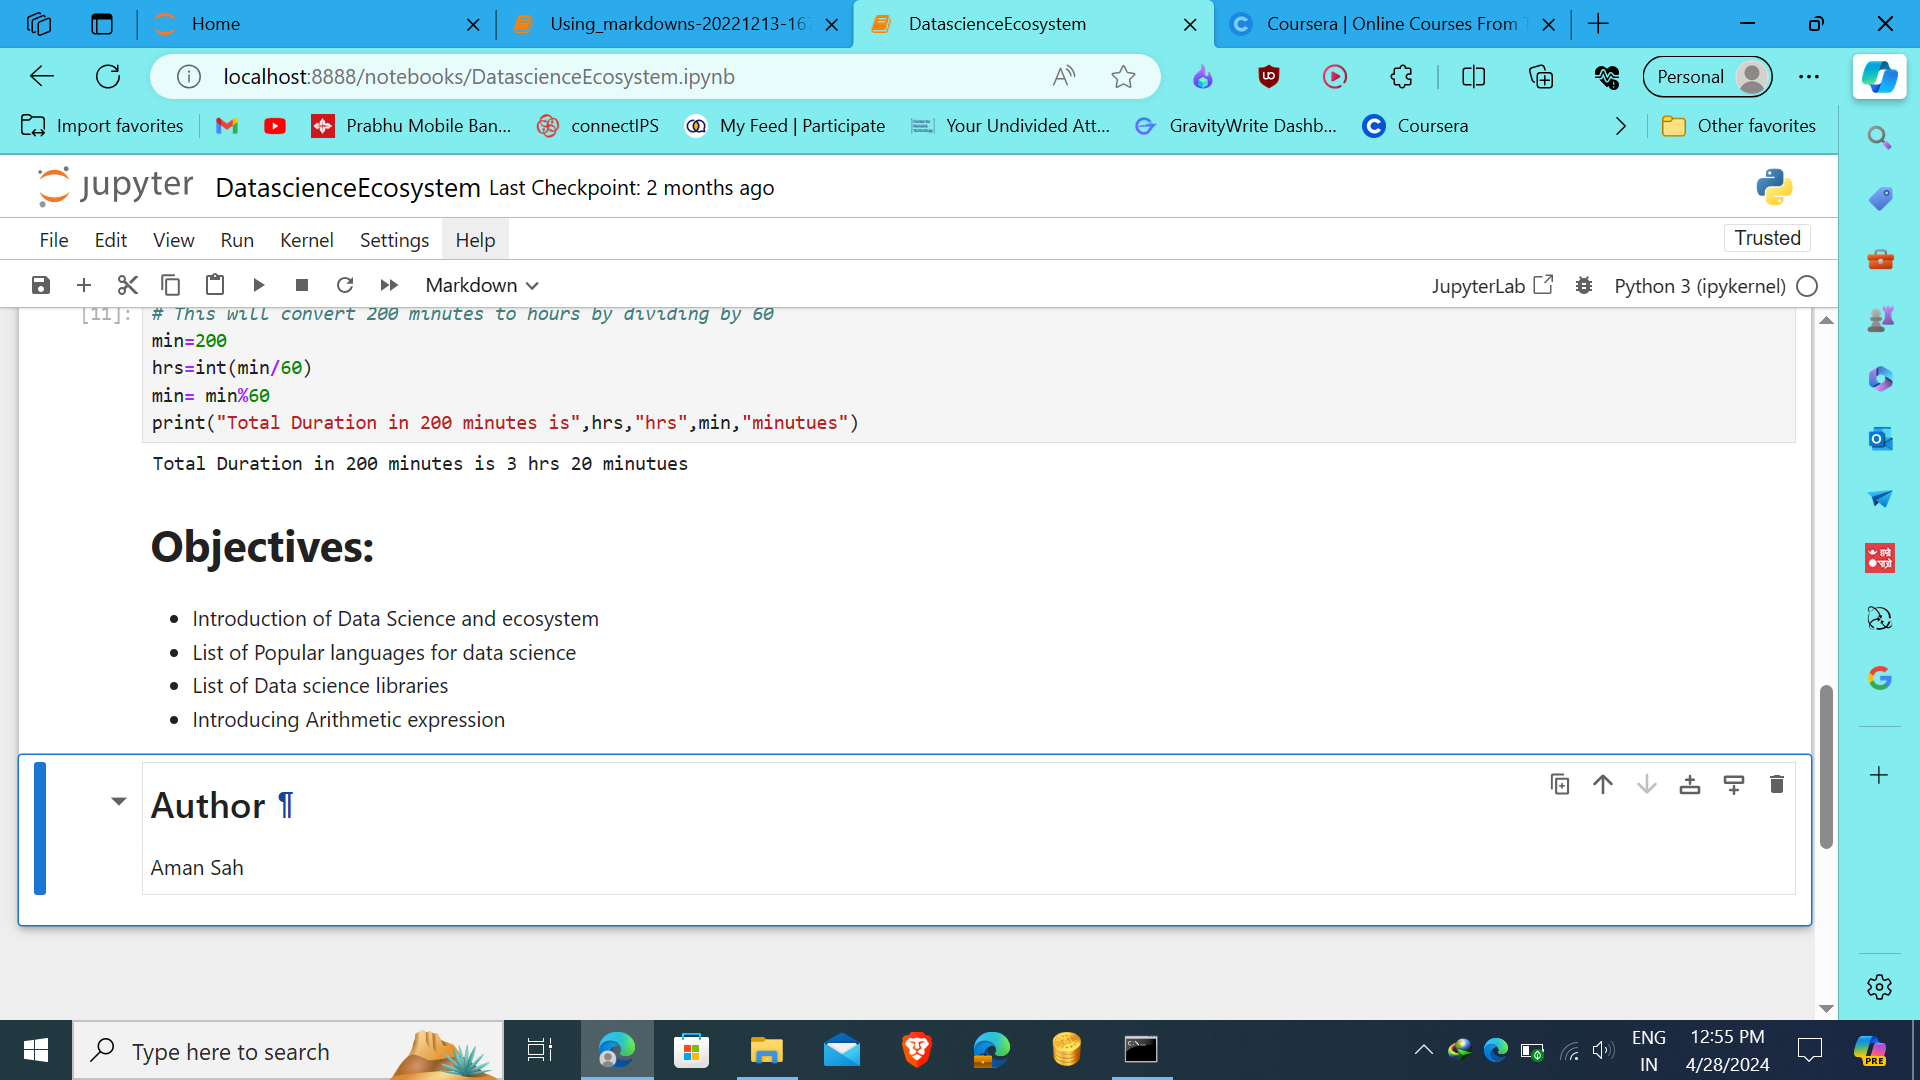 Home
Using_markdowns-20221213-167
DatascienceEcosystem
Coursera | Online Courses From T
localhost:8888/notebooks/DatascienceEcosystem.ipynb
Personal
Import favorites
Prabhu Mobile Ban...
connectIPS
My Feed | Participate
Your Undivided Att...
GravityWrite Dashb...
Coursera
Other favorites
jupyter DatascienceEcosystem Last Checkpoint: 2 months ago
File Edit View Run Kernel Settings Help
Trusted
Markdown
JupyterLab
Python 3 (ipykernel)
[11]: # This will convert 200 minutes to hours by dividing by 60
min=200
hrs=int(min/60)
min= min%60
print("Total Duration in 200 minutes is",hrs,"hrs",min,"minutues")
Total Duration in 200 minutes is 3 hrs 20 minutues
Objectives:
• Introduction of Data Science and ecosystem
• List of Popular languages for data science
• List of Data science libraries
• Introducing Arithmetic expression
Author ¶
Aman Sah
Type here to search
ENG
IN
12:55 PM
4/28/2024
PRE